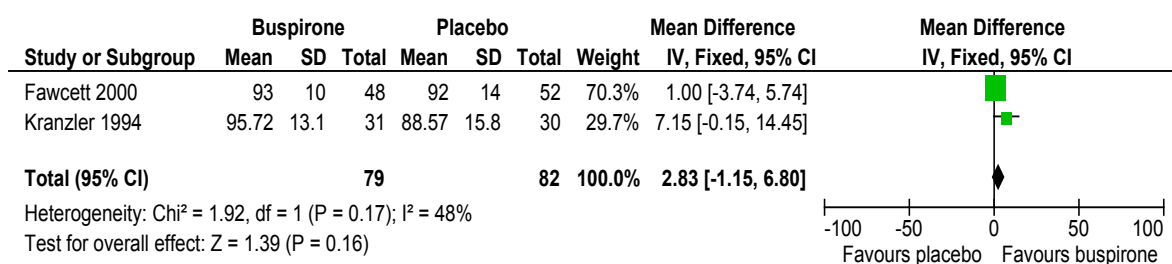 Buspirone Placebo Mean Difference Mean Difference
Study or Subgroup Mean SD Total Mean SD Total Weight IV, Fixed, 95% CI IV, Fixed, 95% CI
Fawcett 2000 93 10 48 92 14 52 70.3% 1.00 [-3.74, 5.74]
Kranzler 1994 95.72 13.1 31 88.57 15.8 30 29.7% 7.15 [-0.15, 14.45]
Total (95% CI) 79 82 100.0% 2.83 [-1.15, 6.80]
Heterogeneity: Chi² = 1.92, df = 1 (P = 0.17); I² = 48%
Test for overall effect: Z = 1.39 (P = 0.16)
-100 -50 0 50 100
Favours placebo Favours buspirone